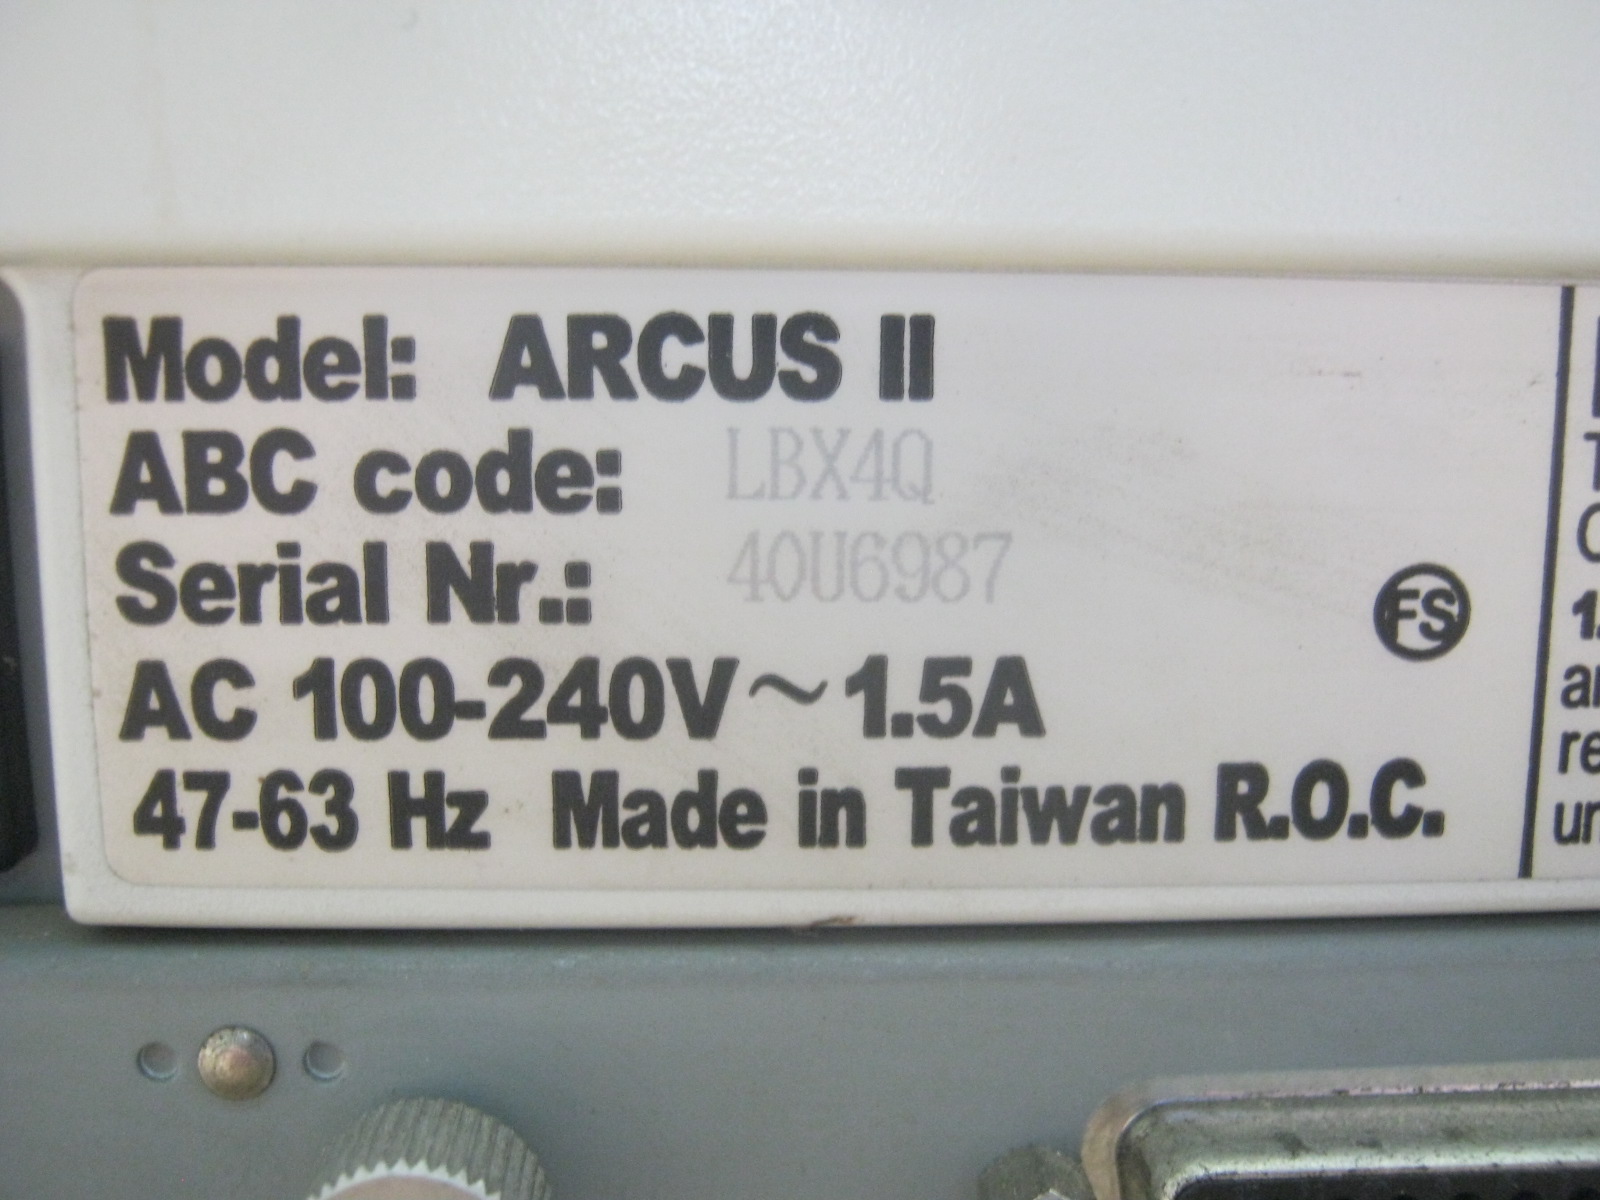 Model: ARCUS II
ABC code: LBX4Q
Serial Nr.: 40U6987
FS
AC 100-240V ~ 1.5A
47-63 Hz Made in Taiwan R.O.C.